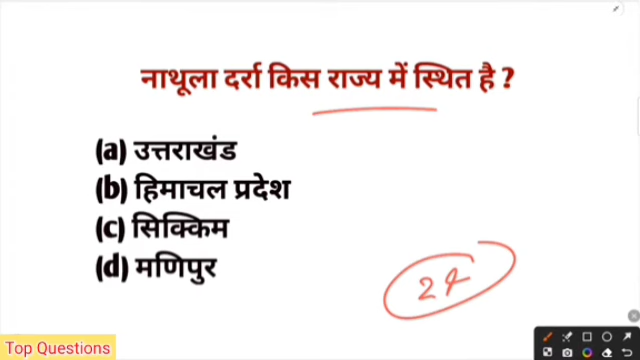 नाथूला दर्रा किस राज्य में स्थित है ?
(a) उत्तराखंड
(b) हिमाचल प्रदेश
(c) सिक्किम
(d) मणिपुर
24
Top Questions